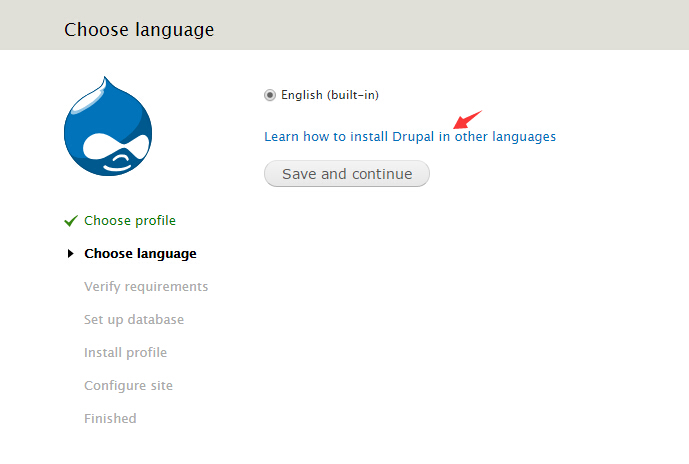 Choose language
English (built-in)
Learn how to install Drupal in other languages
Save and continue
Choose profile
Choose language
Verify requirements
Set up database
Install profile
Configure site
Finished